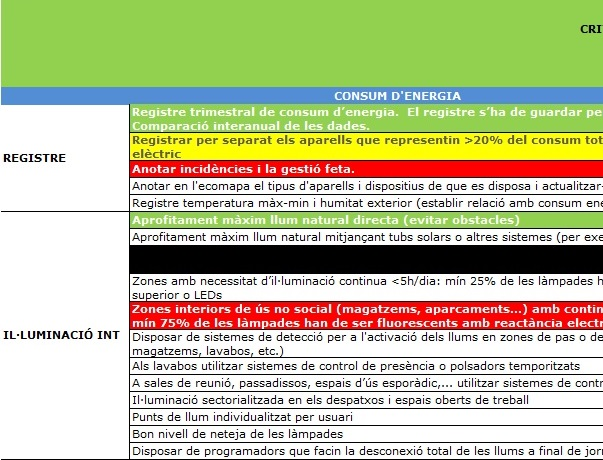 CRI
CONSUM D'ENERGIA
Registre trimestral de consum d’energia. El registre s’ha de guardar pe
Comparació interanual de les dades.
Registrar per separat els aparells que representin >20% del consum tot
elèctric
REGISTRE
Anotar incidències i la gestió feta.
Anotar en l'ecomapa el tipus d'aparells i dispositius de que es disposa i actualitzar-
Registre temperatura màx-min i humitat exterior (establir relació amb consum ene
Aprofitament màxim llum natural directa (evitar obstacles)
Aprofitament màxim llum natural mitjançant tubs solars o altres sistemes (per exe
Zones amb necessitat d’il·luminació continua <5h/dia: mín 25% de les làmpades h
superior o LEDs
Zones interiors de ús no social (magatzems, aparcaments...) amb contin
mín 75% de les làmpades han de ser fluorescents amb reactància electr
IL·LUMINACIÓ INT
Disposar de sistemes de detecció per a l'activació dels llums en zones de pas o de
magatzems, lavabos, etc.)
Als lavabos utilitzar sistemes de control de presència o polsadors temporitzats
A sales de reunió, passadissos, espais d’ús esporàdic,... utilitzar sistemes de contr
Il·luminació sectorialitzada en els despatxos i espais oberts de treball
Punts de llum individualitzat per usuari
Bon nivell de neteja de les làmpades
Disposar de programadors que facin la desconexió total de les llums a final de jorn